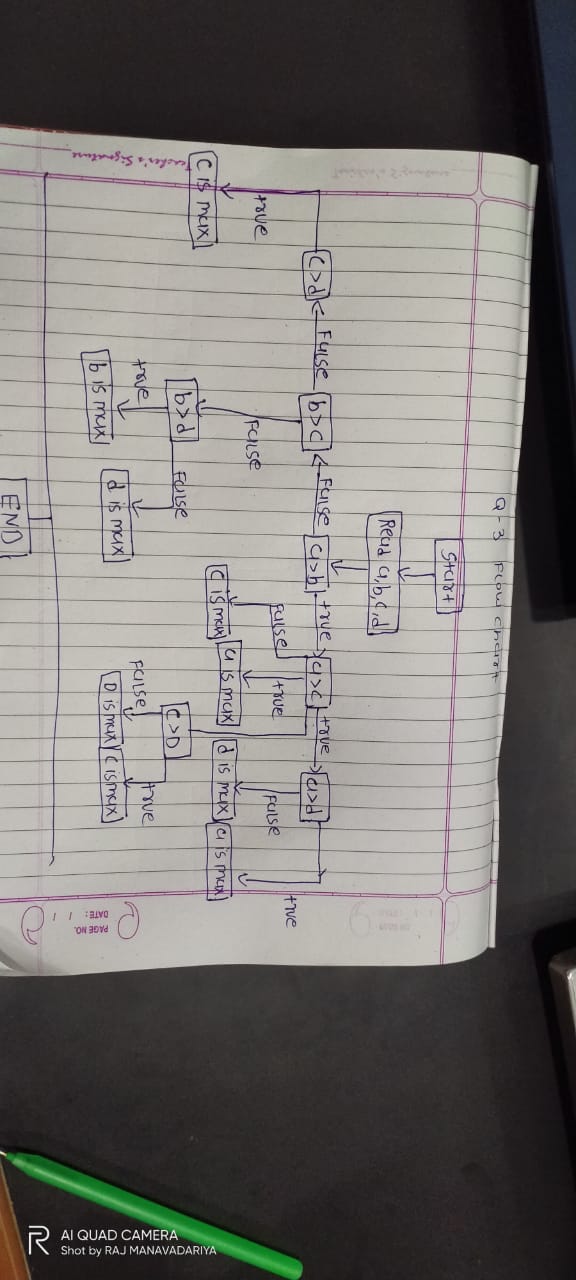 Q-3 Flow chart
Start
Read a,b,c,d
C>d
False
b>c
False
a>b
true
a>c
true
a>d
true
False
False
true
False
true
C is max
b>d
C is max
a is max
d is max
a is max
true
False
C>D
b is max
d is max
False
true
D is max
C is max
END
Teacher's Signature
PAGE NO.
DATE: / /
AI QUAD CAMERA
Shot by RAJ MANAVADARIYA